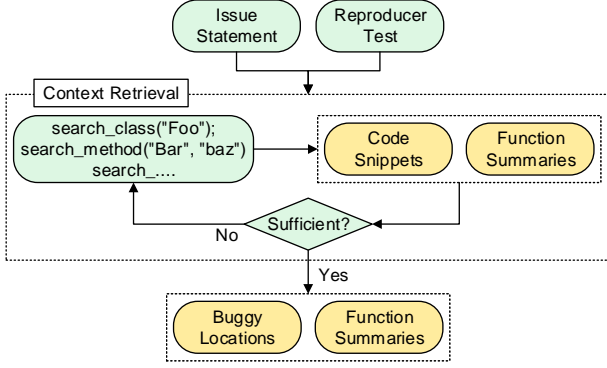 Issue
Statement
Reproducer
Test
Context Retrieval
search_class("Foo");
search_method("Bar", "baz")
search_....
Code
Snippets
Function
Summaries
Sufficient?
No
Yes
Buggy
Locations
Function
Summaries